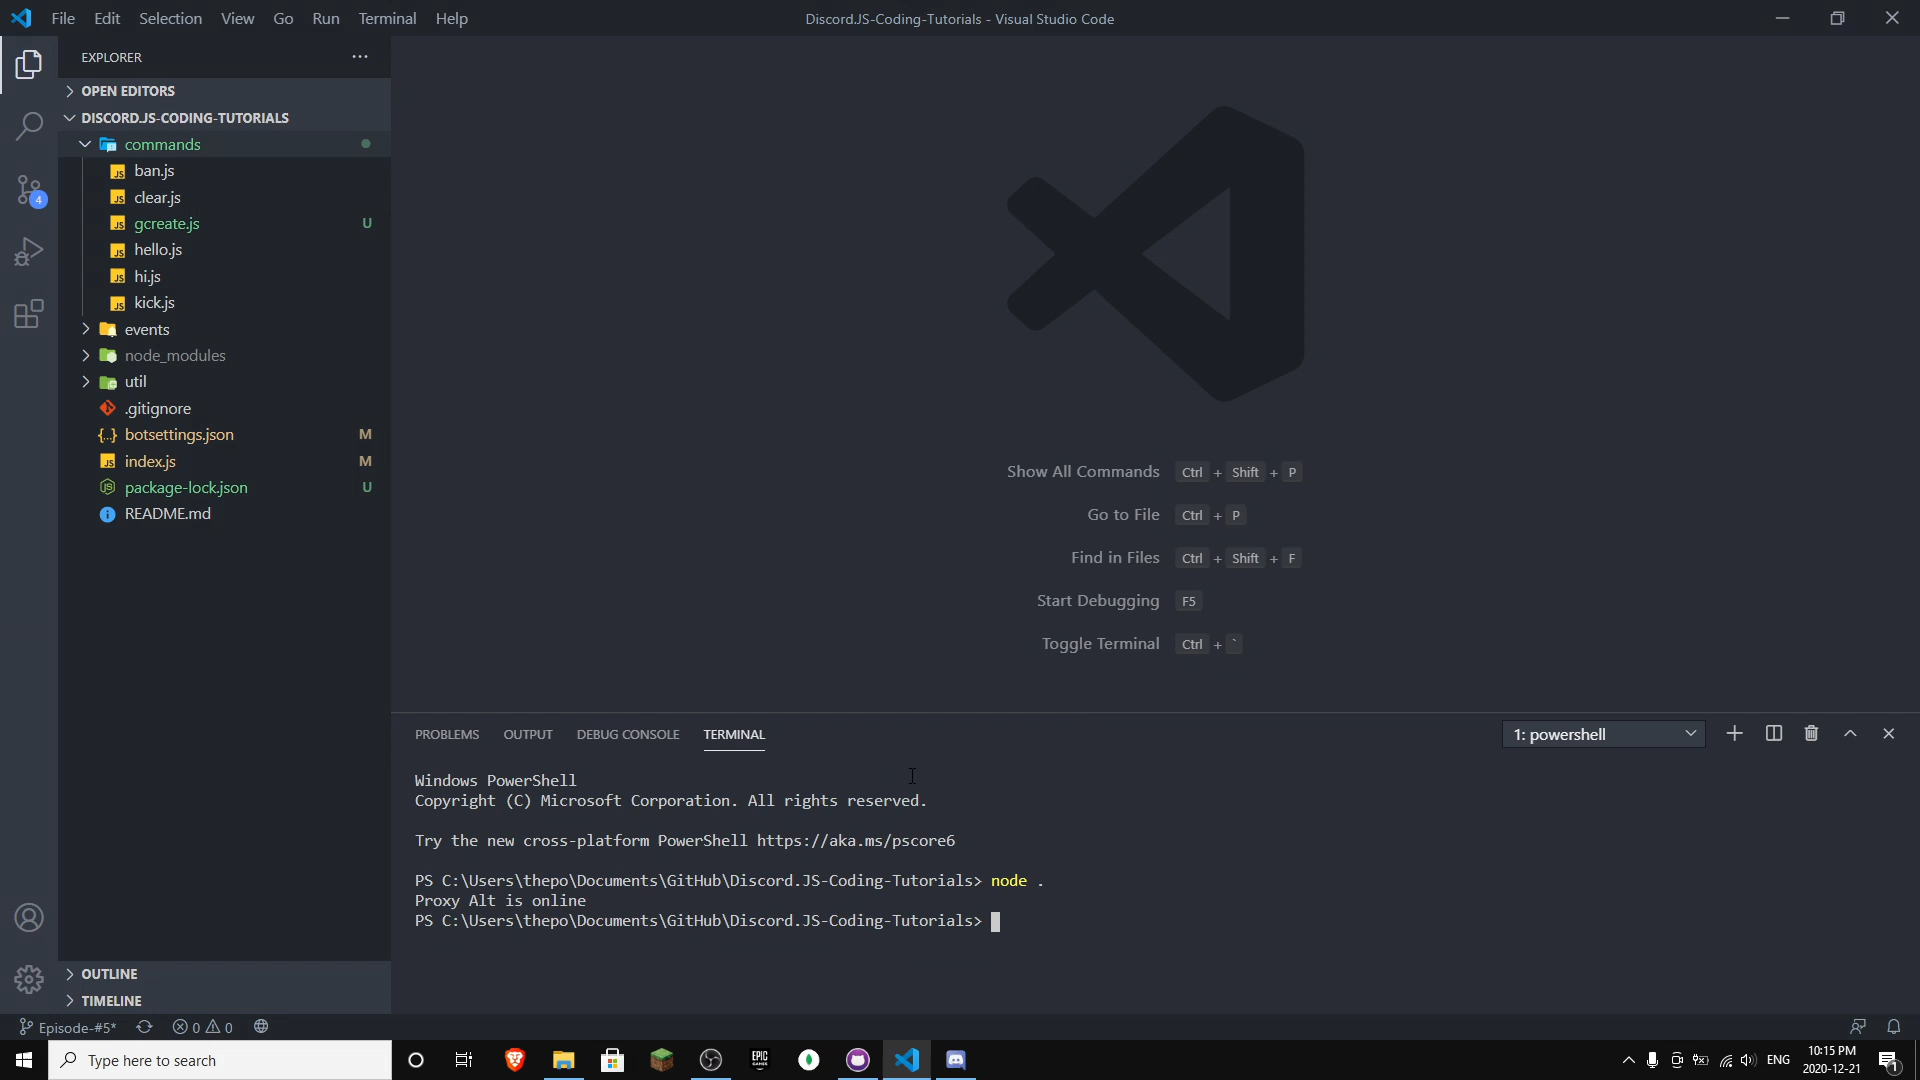 File Edit Selection View Go Run Terminal Help
Discord.JS-Coding-Tutorials - Visual Studio Code
EXPLORER
OPEN EDITORS
DISCORD.JS-CODING-TUTORIALS
commands
ban.js
clear.js
gcreate.js U
hello.js
hi.js
kick.js
events
node_modules
util
.gitignore
botsettings.json M
index.js M
package-lock.json U
README.md
4
Show All Commands Ctrl + Shift + P
Go to File Ctrl + P
Find in Files Ctrl + Shift + F
Start Debugging F5
Toggle Terminal Ctrl + `
PROBLEMS OUTPUT DEBUG CONSOLE TERMINAL
1: powershell
Windows PowerShell
Copyright (C) Microsoft Corporation. All rights reserved.
Try the new cross-platform PowerShell https://aka.ms/pscore6
PS C:\Users\thepo\Documents\GitHub\Discord.JS-Coding-Tutorials> node .
Proxy Alt is online
PS C:\Users\thepo\Documents\GitHub\Discord.JS-Coding-Tutorials>
OUTLINE
TIMELINE
Episode-#5* 0 0
Type here to search
EPIC GAMES
ENG
10:15 PM
2020-12-21
1